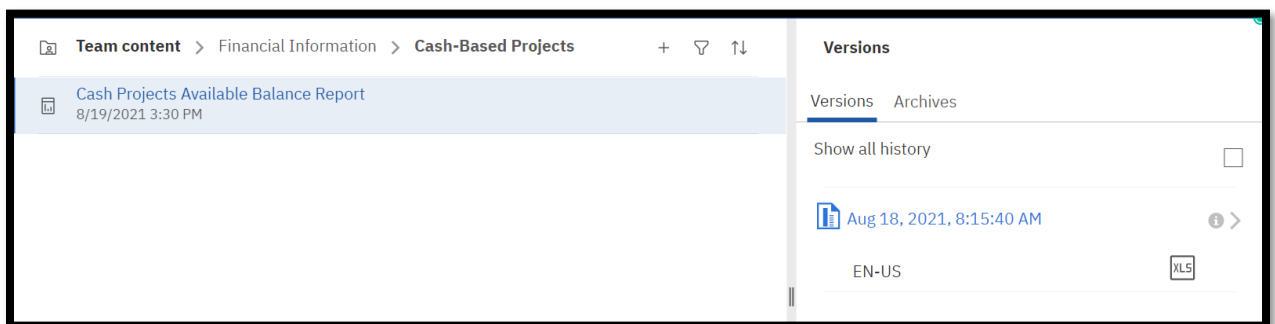 Team content > Financial Information > Cash-Based Projects
Cash Projects Available Balance Report
8/19/2021 3:30 PM
Versions
Versions Archives
Show all history
Aug 18, 2021, 8:15:40 AM
EN-US XLS